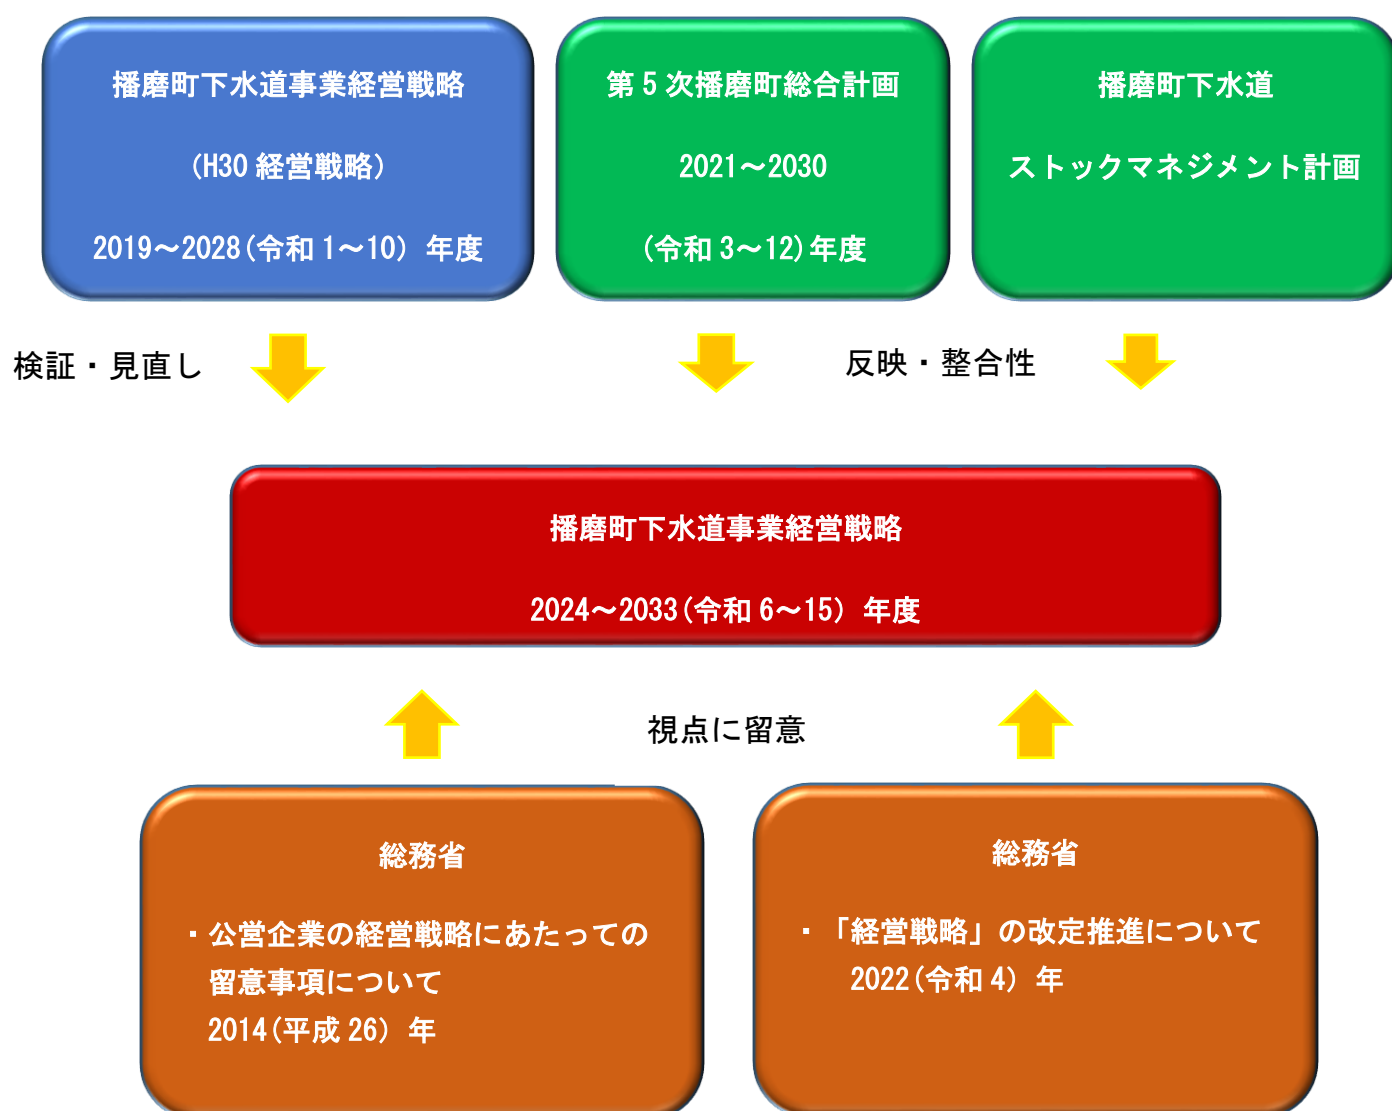 播磨町下水道事業経営戦略
(H30 経営戦略)
2019～2028(令和 1～10) 年度
第 5 次播磨町総合計画
2021～2030
(令和 3～12)年度
播磨町下水道
ストックマネジメント計画
検証・見直し
反映・整合性
播磨町下水道事業経営戦略
2024～2033(令和 6～15) 年度
視点に留意
総務省
・公営企業の経営戦略にあたっての
留意事項について
2014(平成 26) 年
総務省
・「経営戦略」の改定推進について
2022(令和 4) 年